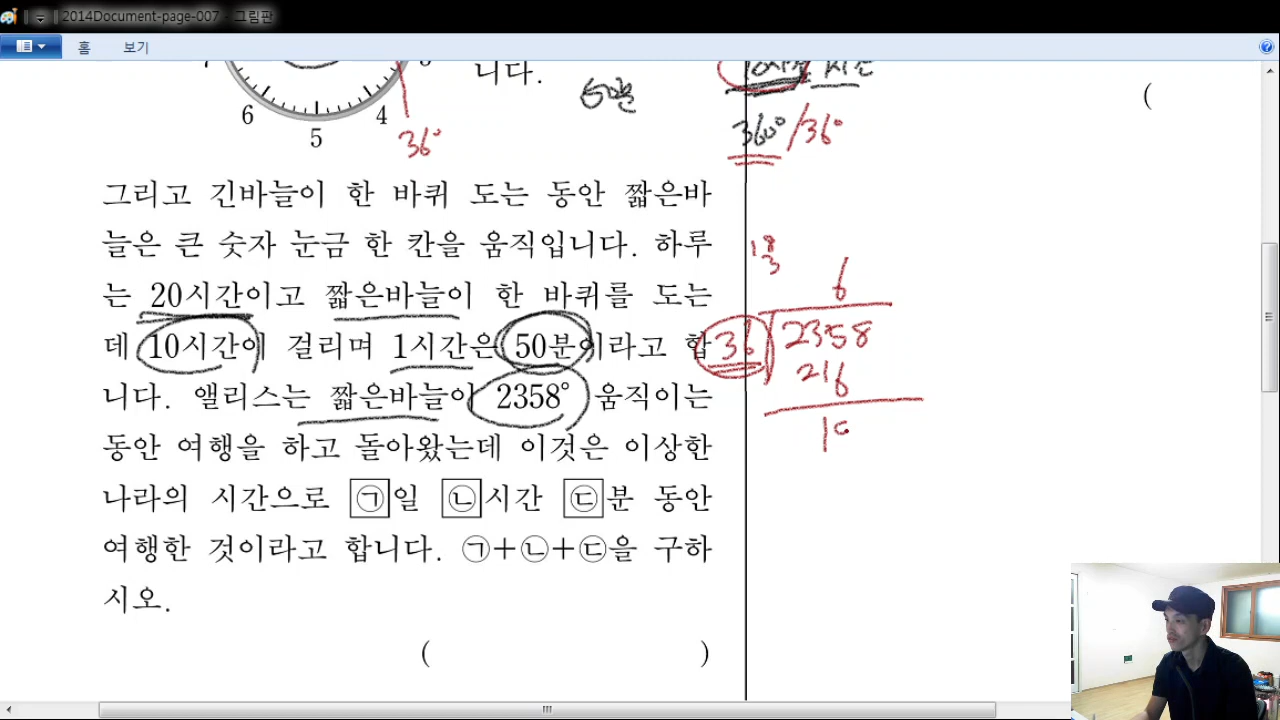 2014Document-page-007 - 그림판
홈 보기
니다.
6 5 4
36°
360° /36°
그리고 긴바늘이 한 바퀴 도는 동안 짧은바
늘은 큰 숫자 눈금 한 칸을 움직입니다. 하루
는 20시간이고 짧은바늘이 한 바퀴를 도는
데 10시간이 걸리며 1시간은 50분이라고 합
니다. 앨리스는 짧은바늘이 2358° 움직이는
동안 여행을 하고 돌아왔는데 이것은 이상한
나라의 시간으로 ㉠일 ㉡시간 ㉢분 동안
여행한 것이라고 합니다. ㉠+㉡+㉢을 구하
시오.
( )
(
18
3
6
36 2358
216
1